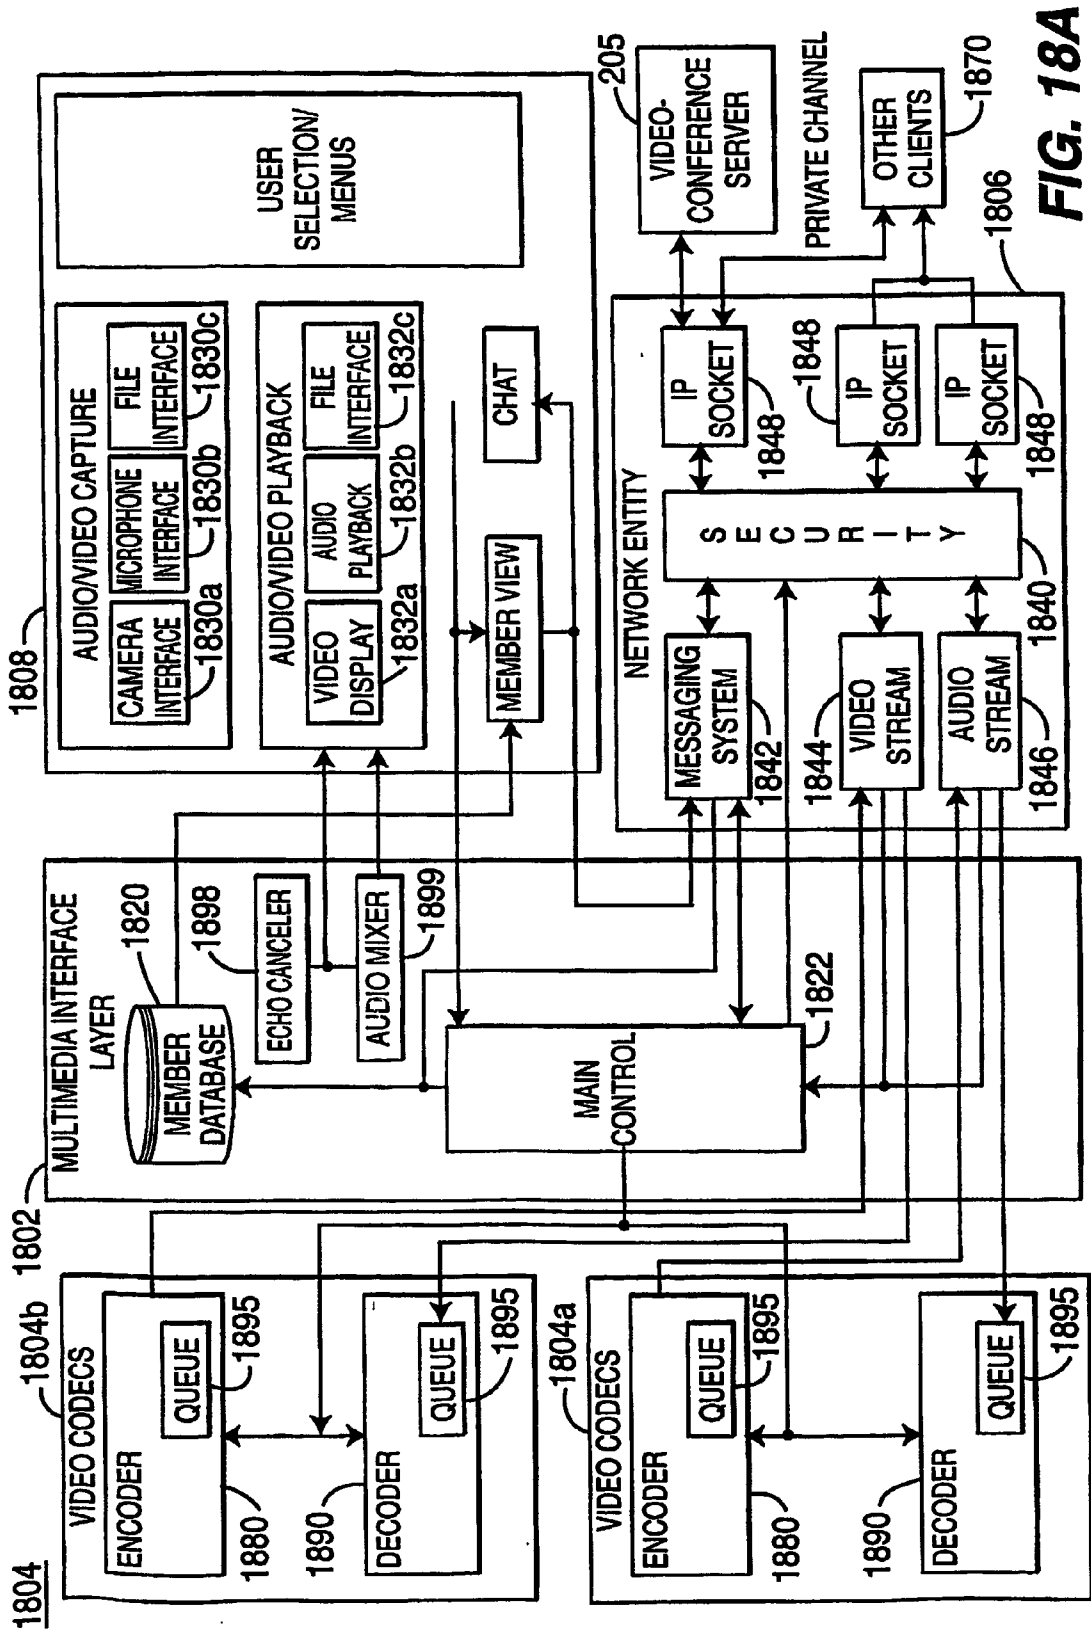 1804
VIDEO CODECS
1804b
ENCODER
QUEUE
1895
1880
1890
DECODER
QUEUE
1895
VIDEO CODECS
1804a
ENCODER
QUEUE
1895
1880
1890
DECODER
QUEUE
1895
1802
MULTIMEDIA INTERFACE
LAYER
1820
MEMBER
DATABASE
1898
ECHO CANCELER
AUDIO MIXER
1899
MAIN
CONTROL
1822
1808
AUDIO/VIDEO CAPTURE
CAMERA
INTERFACE
1830a
MICROPHONE
INTERFACE
1830b
FILE
INTERFACE
1830c
AUDIO/VIDEO PLAYBACK
VIDEO
DISPLAY
1832a
AUDIO
PLAYBACK
1832b
FILE
INTERFACE
1832c
USER
SELECTION/
MENUS
MEMBER VIEW
CHAT
NETWORK ENTITY
MESSAGING
SYSTEM
1842
1844
VIDEO
STREAM
AUDIO
STREAM
1846
SECURITY
1840
IP
SOCKET
1848
1848
IP
SOCKET
IP
SOCKET
1848
1806
205
VIDEO-
CONFERENCE
SERVER
PRIVATE CHANNEL
OTHER
CLIENTS
1870
FIG. 18A